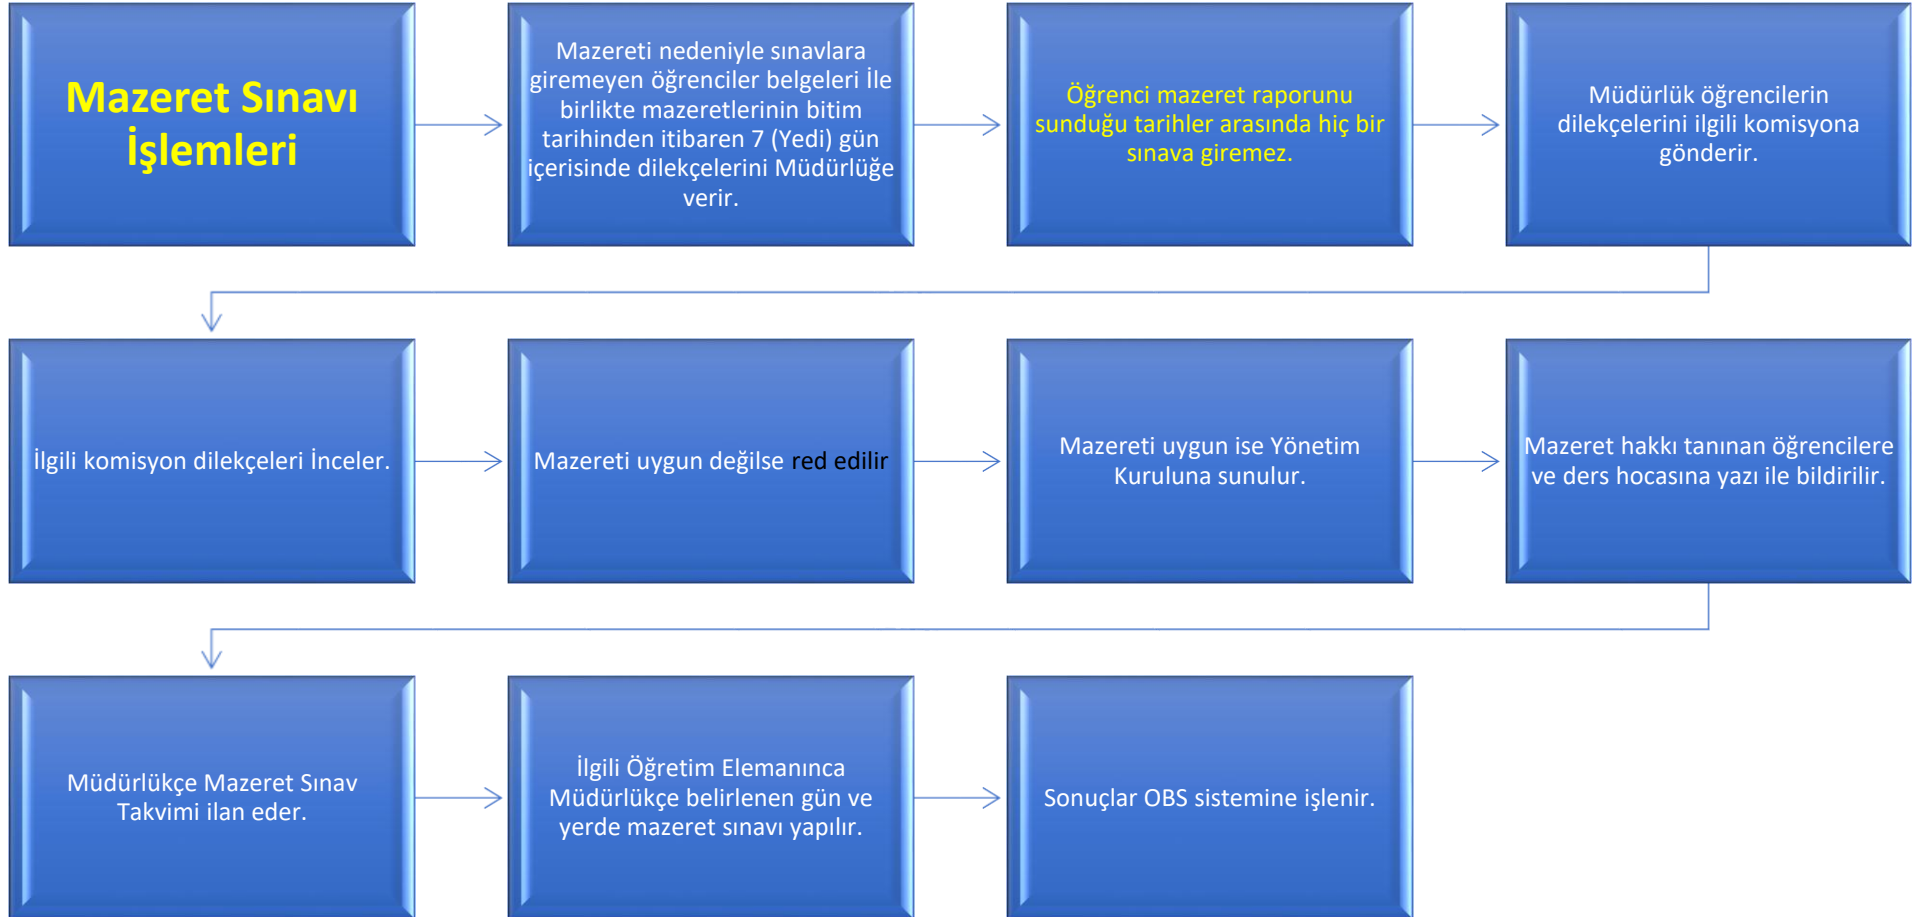 Mazeret Sınavı
İşlemleri
Mazereti nedeniyle sınavlara
giremeyen öğrenciler belgeleri İle
birlikte mazeretlerinin bitim
tarihinden itibaren 7 (Yedi) gün
içerisinde dilekçelerini Müdürlüğe
verir.
Öğrenci mazeret raporunu
sunduğu tarihler arasında hiç bir
sınava giremez.
Müdürlük öğrencilerin
dilekçelerini ilgili komisyona
gönderir.
İlgili komisyon dilekçeleri İnceler.
Mazereti uygun değilse red edilir
Mazereti uygun ise Yönetim
Kuruluna sunulur.
Mazeret hakkı tanınan öğrencilere
ve ders hocasına yazı ile bildirilir.
Müdürlükçe Mazeret Sınav
Takvimi ilan eder.
İlgili Öğretim Elemanınca
Müdürlükçe belirlenen gün ve
yerde mazeret sınavı yapılır.
Sonuçlar OBS sistemine işlenir.